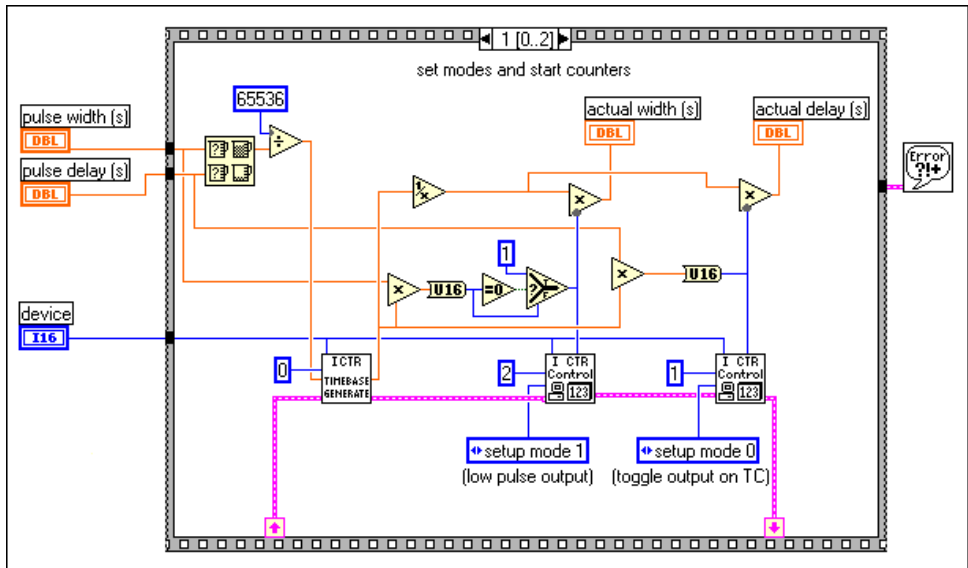 1 [0..2]
set modes and start counters
pulse width (s)
DBL
pulse delay (s)
DBL
65536
÷
actual width (s)
DBL
actual delay (s)
DBL
Error
?!+
1/x
x
x
1
x
U16
=0
?
T
F
x
U16
device
I16
0
ICTR
TIMEBASE
GENERATE
2
I CTR
Control
123
1
I CTR
Control
123
setup mode 1
(low pulse output)
setup mode 0
(toggle output on TC)